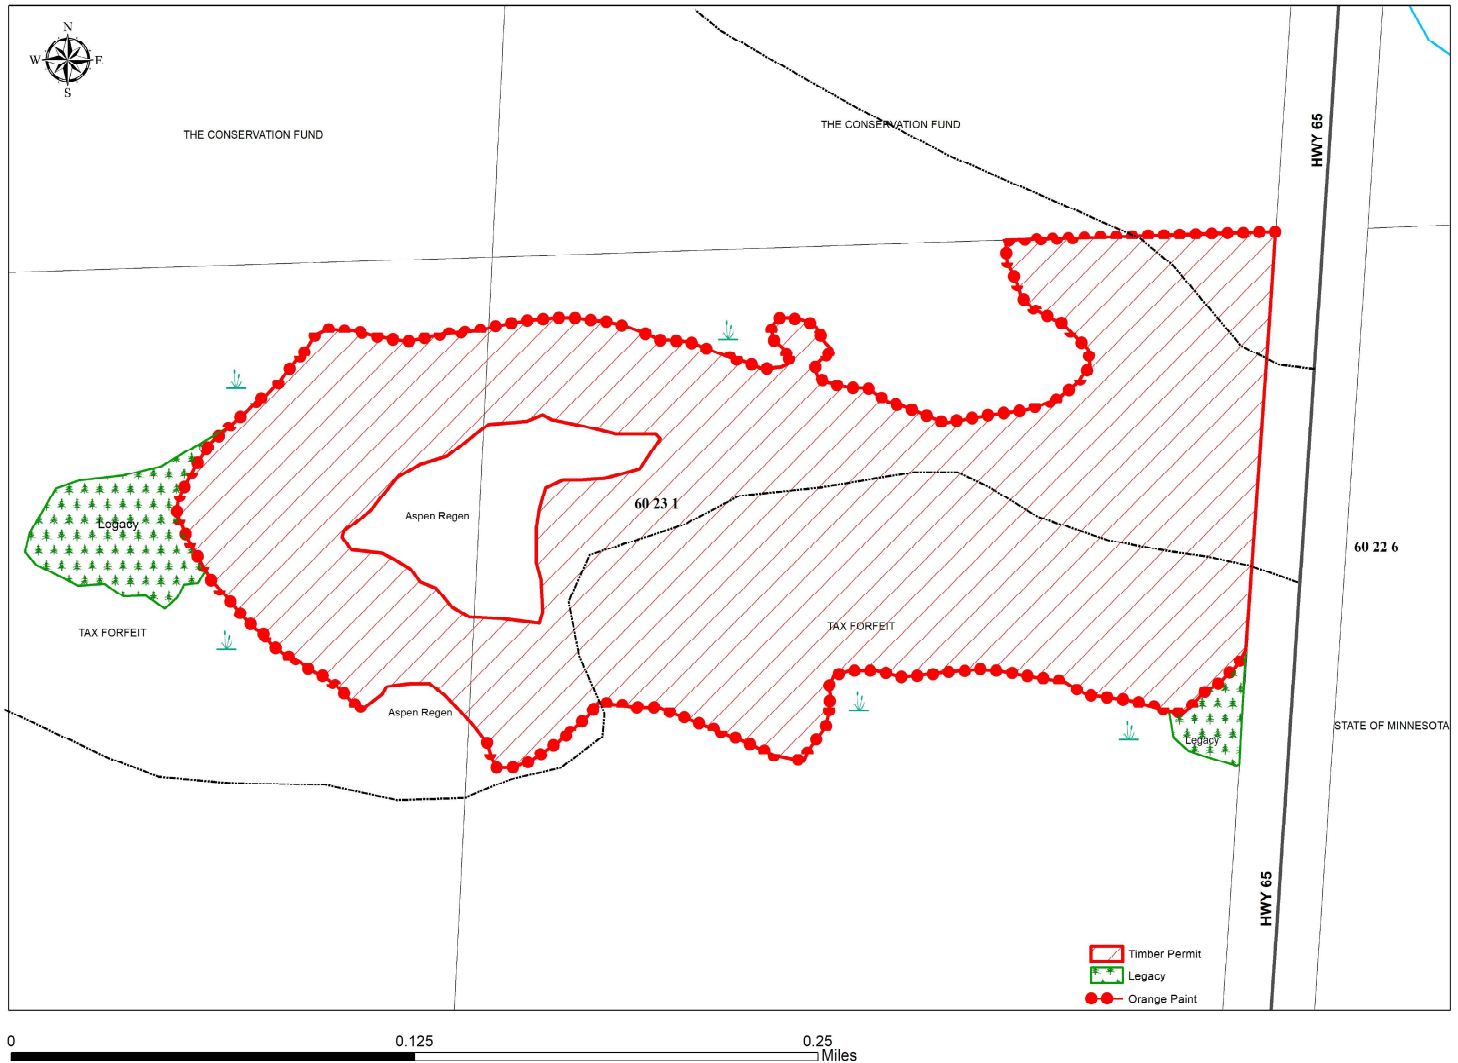 N
W E
S
THE CONSERVATION FUND
THE CONSERVATION FUND
HWY 65
Aspen Regen
60 23 1
Legacy
60 22 6
TAX FORFEIT
TAX FORFEIT
Aspen Regen
STATE OF MINNESOTA
Legacy
HWY 65
Timber Permit
Legacy
Orange Paint
0 0.125 0.25
Miles